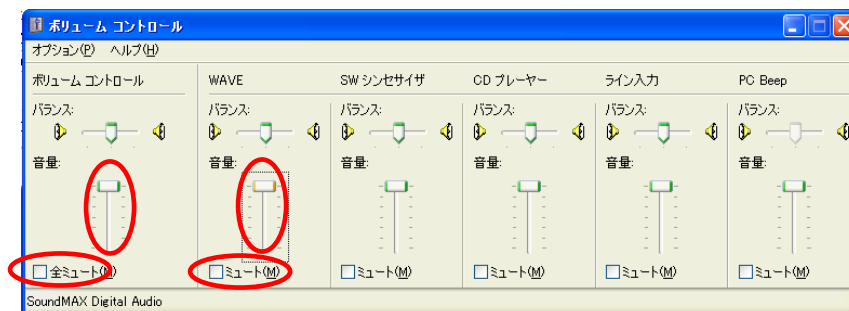 ボリューム コントロール
オプション(P) ヘルプ(H)
ボリューム コントロール WAVE SW シンセサイザ CD プレーヤー ライン入力 PC Beep
バランス: バランス: バランス: バランス: バランス: バランス:
音量: 音量: 音量: 音量: 音量: 音量:
全ミュート(M) ミュート(M) ミュート(M) ミュート(M) ミュート(M) ミュート(M)
SoundMAX Digital Audio